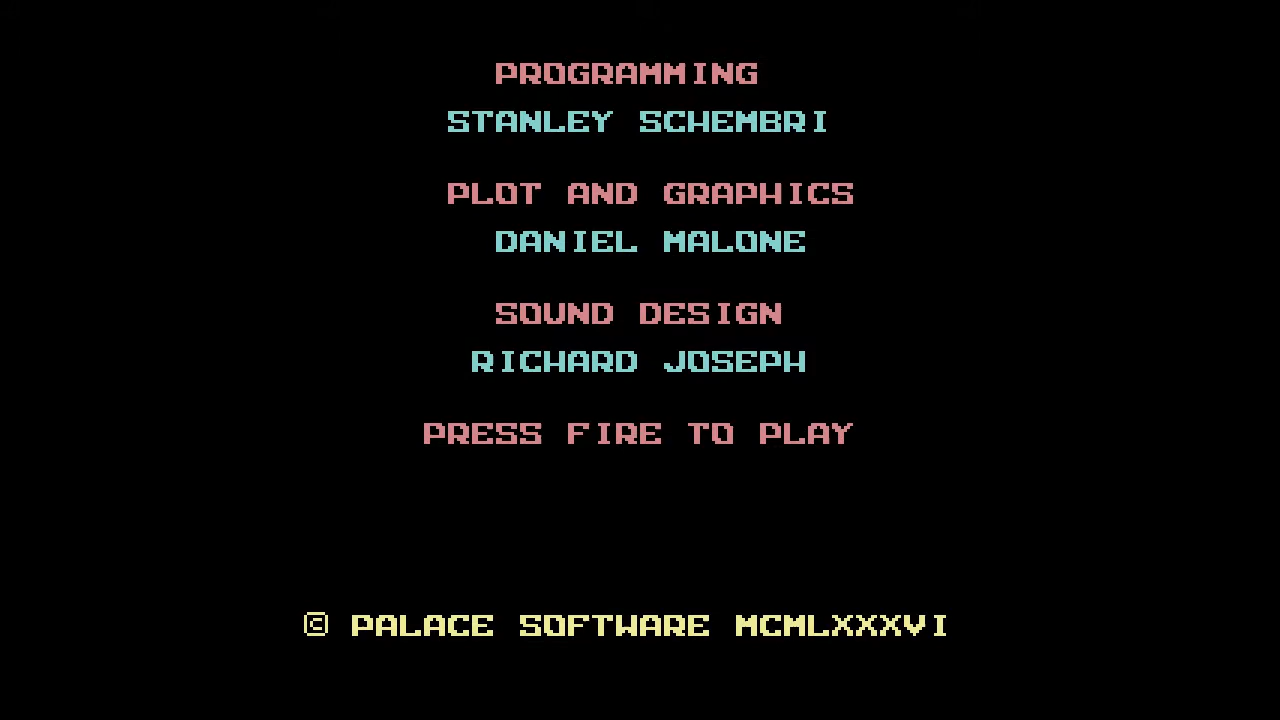 PROGRAMMING
STANLEY SCHEMBRI
PLOT AND GRAPHICS
DANIEL MALONE
SOUND DESIGN
RICHARD JOSEPH
PRESS FIRE TO PLAY
© PALACE SOFTWARE MCMLXXXVI